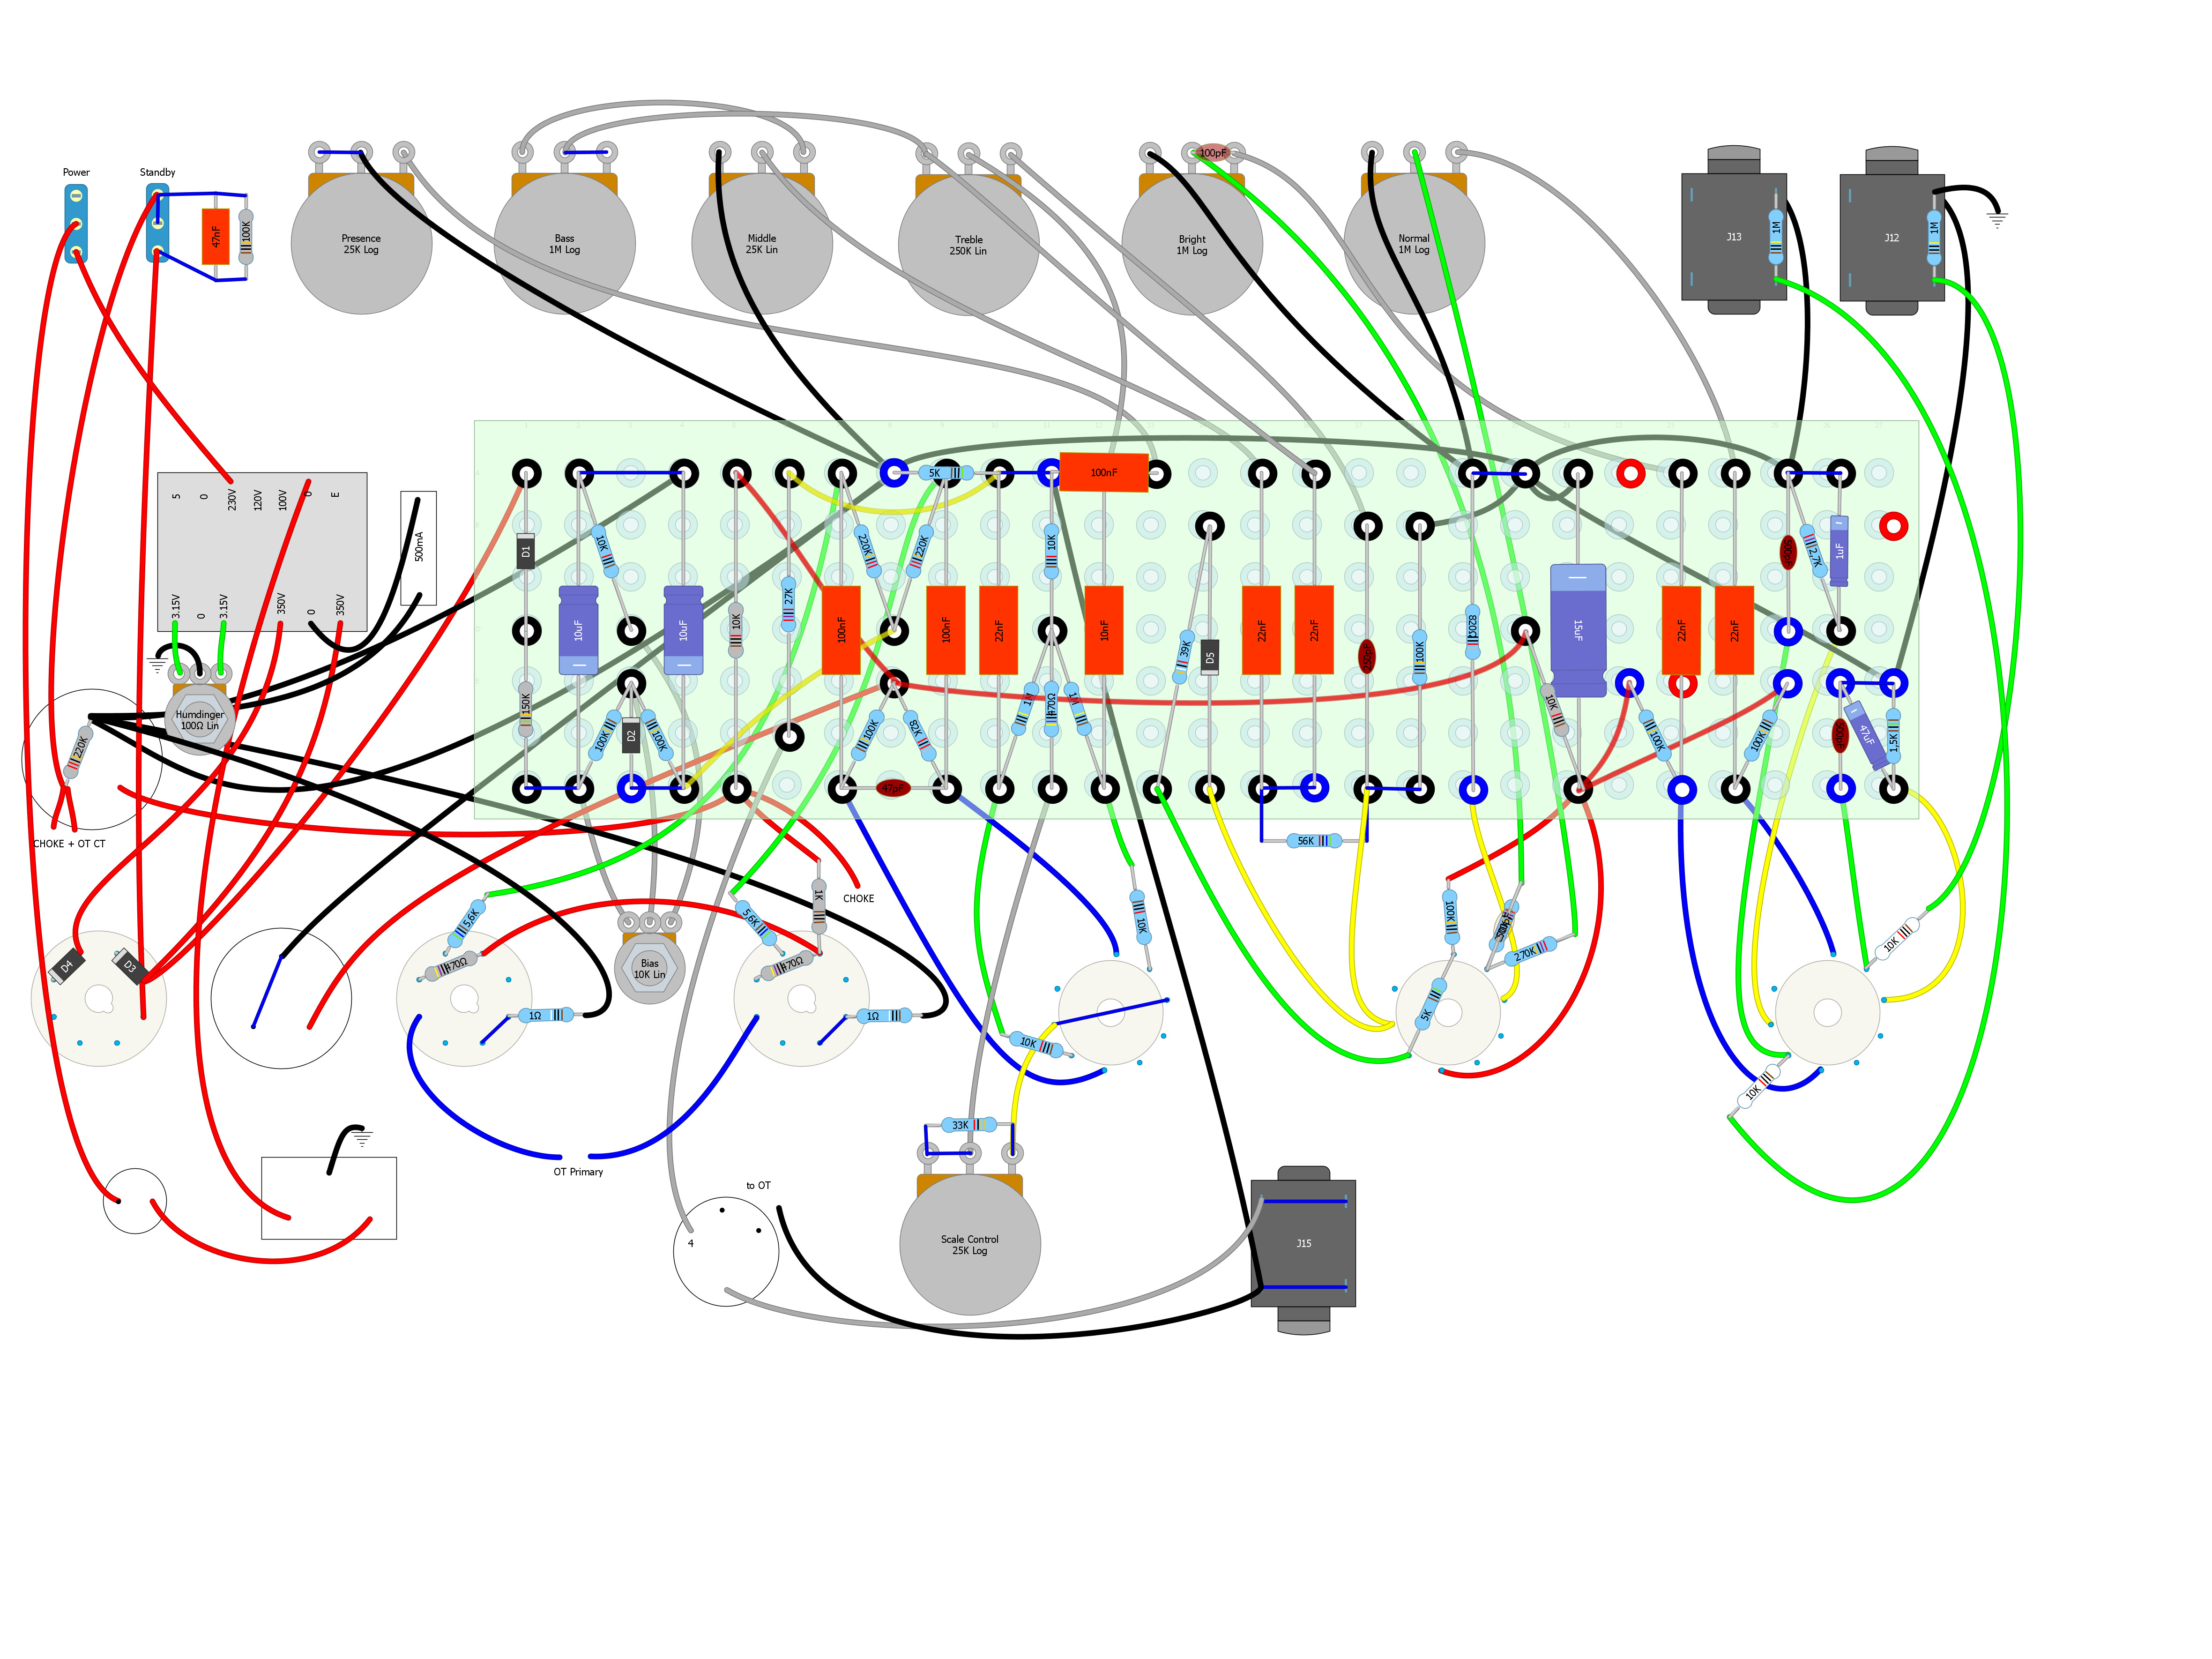 Power
Standby
47nF
100K
Presence
25K Log
Bass
1M Log
Middle
25K Lin
Treble
250K Lin
100pF
Bright
1M Log
Normal
1M Log
J13
1M
J12
1M
5
0
230V
120V
100V
0
E
3.15V
0
3.15V
350V
0
350V
500mA
Humdinger
100Ω Lin
220K
CHOKE + OT CT
D1
150K
10uF
10K
D2
100K
100K
10uF
10K
27K
100nF
220K
220K
5K
100nF
22nF
100K
82K
47pF
10K
1M
470Ω
1M
100nF
10nF
39K
D5
22nF
22nF
56K
250pF
100K
820Ω
15uF
10K
22nF
22nF
100K
100K
500pF
2,7K
1uF
500pF
47uF
1,5K
CHOKE
1K
5,6K
470Ω
1Ω
Bias
10K Lin
5,6K
470Ω
1Ω
D4
D3
10K
10K
100K
5K
270K
10K
10K
OT Primary
to OT
4
33K
Scale Control
25K Log
J15